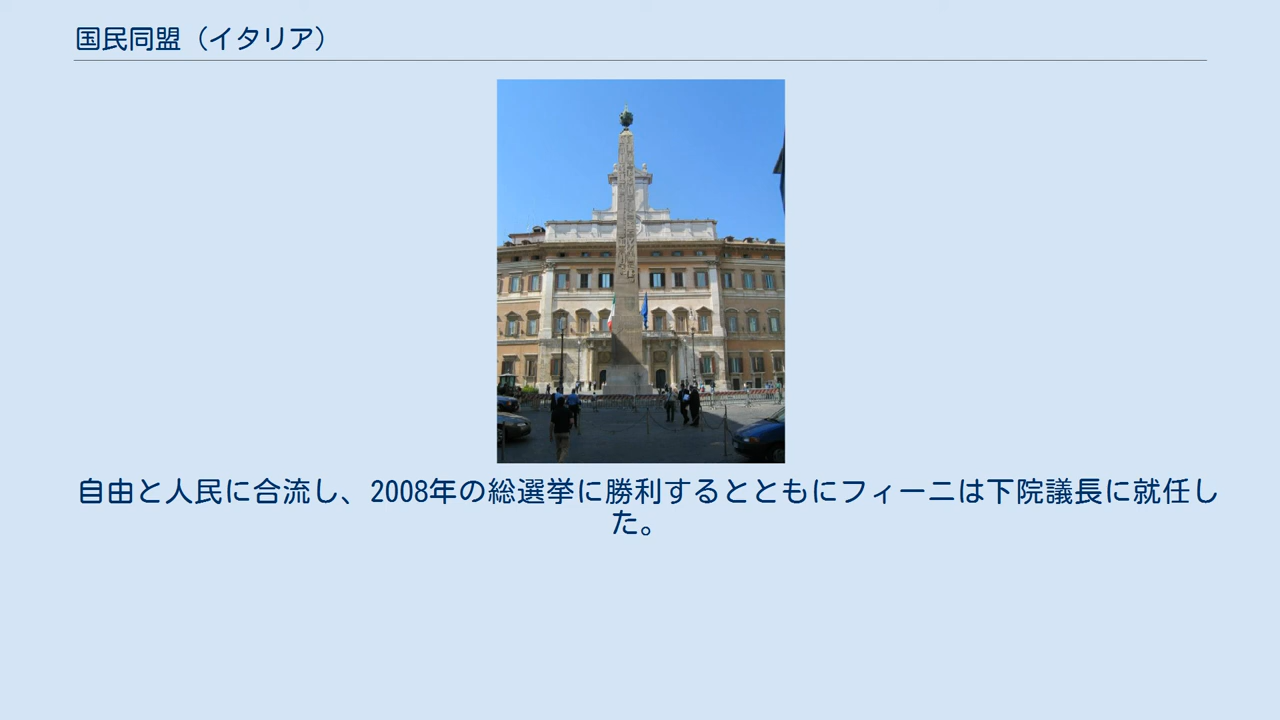 国民同盟（イタリア）
自由と人民に合流し、2008年の総選挙に勝利するとともにフィーニは下院議長に就任し
た。